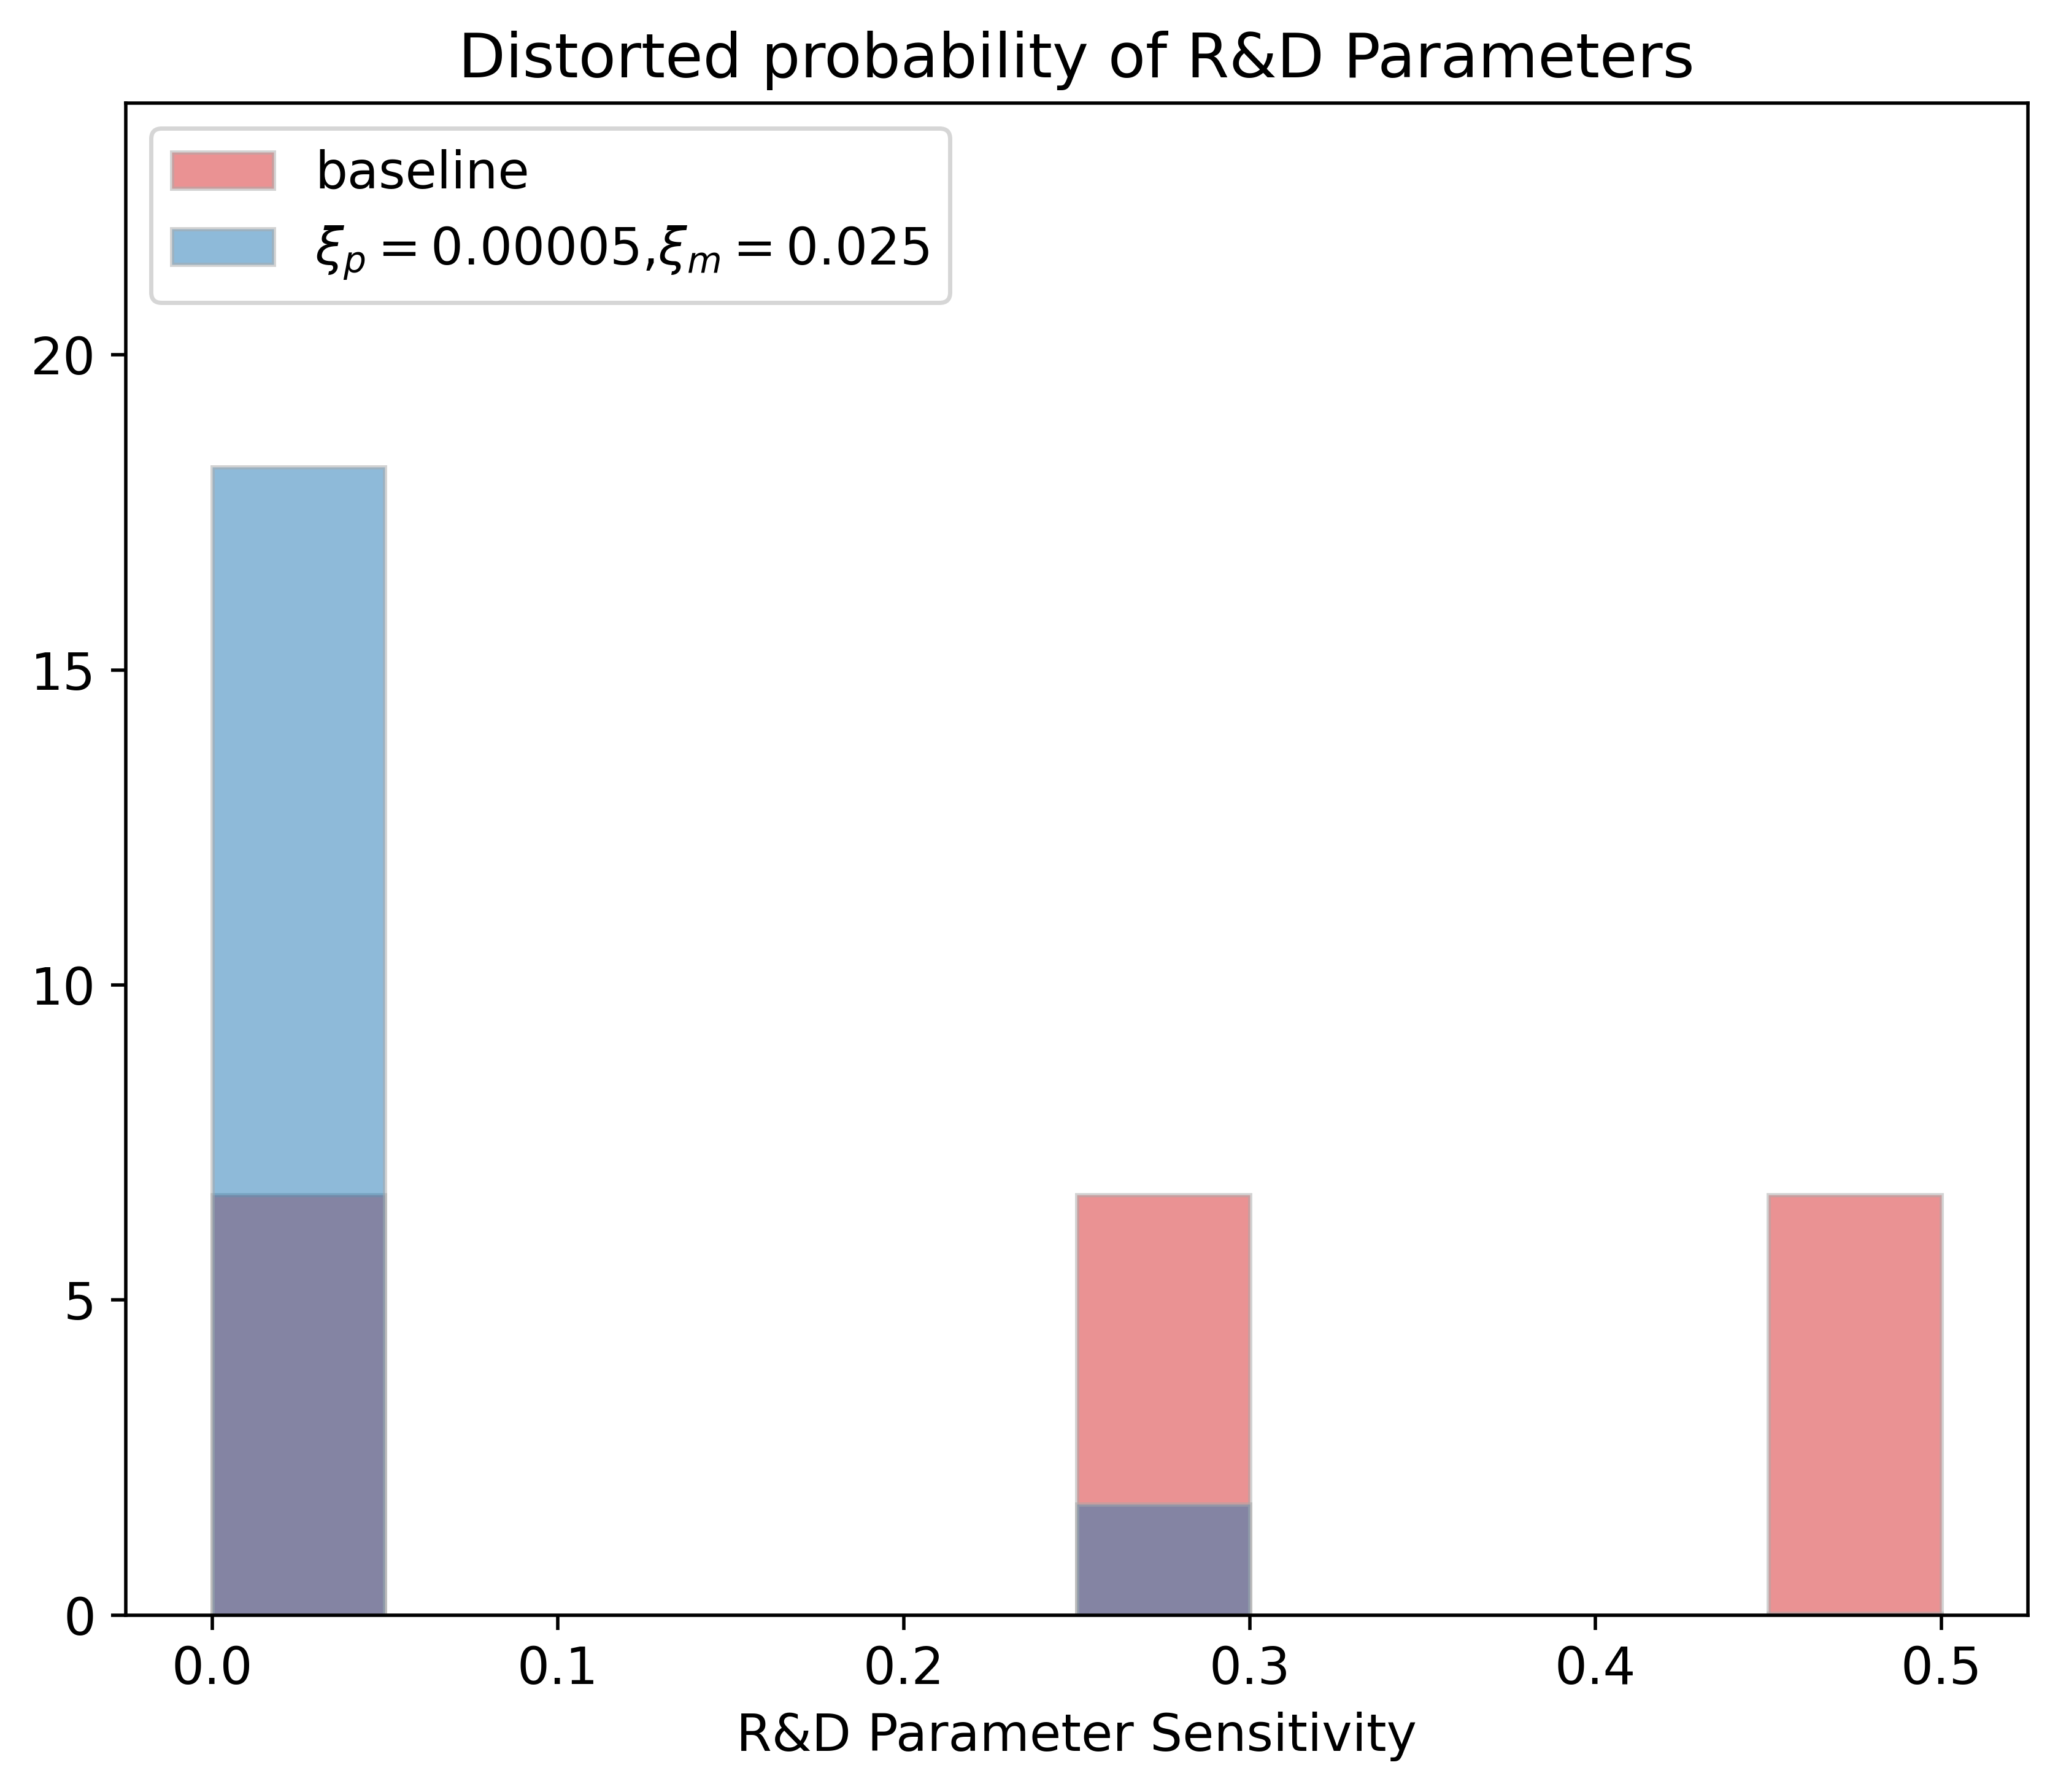 Distorted probability of R&D Parameters
baseline
ξp = 0.00005,ξm = 0.025
20
15
10
5
0
0.0 0.1 0.2 0.3 0.4 0.5
R&D Parameter Sensitivity